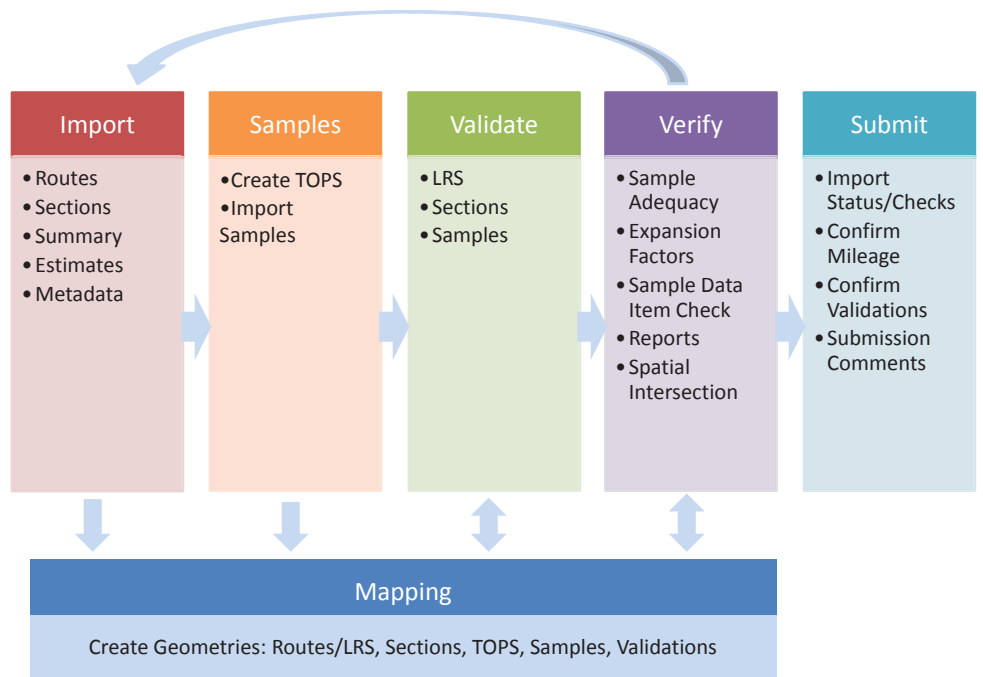 Import
• Routes
• Sections
• Summary
• Estimates
• Metadata
Samples
•Create TOPS
•Import
Samples
Validate
• LRS
• Sections
• Samples
Verify
• Sample
Adequacy
• Expansion
Factors
• Sample Data
Item Check
• Reports
• Spatial
Intersection
Submit
• Import
Status/Checks
• Confirm
Mileage
• Confirm
Validations
• Submission
Comments
Mapping
Create Geometries: Routes/LRS, Sections, TOPS, Samples, Validations